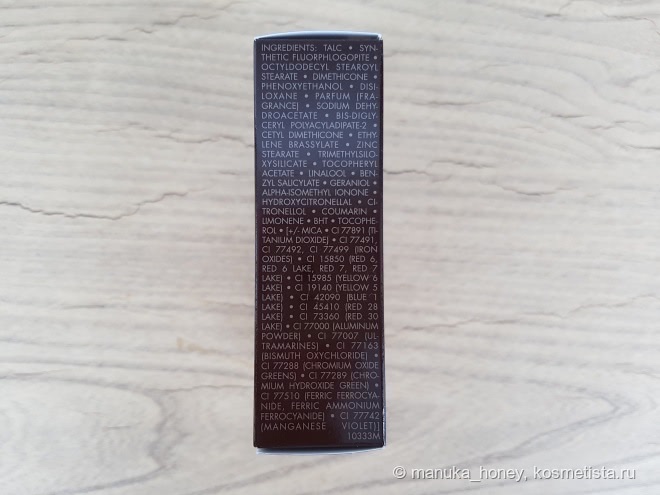 INGREDIENTS: TALC • SYN-
THETIC FLUORPHLOGOPITE •
OCTYLDODECYL STEAROYL
STEARATE • DIMETHICONE •
PHENOXYETHANOL • DISI-
LOXANE • PARFUM (FRA-
GRANCE) • SODIUM DEHY-
DROACETATE • BIS-DIGLY-
CERYL POLYACYLADIPATE-2 •
CETYL DIMETHICONE • ETHY-
LENE BRASSYLATE • ZINC
STEARATE • TRIMETHYLSILO-
XYSILICATE • TOCOPHERYL
ACETATE • LINALOOL • BEN-
ZYL SALICYLATE • GERANIOL •
ALPHA-ISOMETHYL IONONE •
HYDROXYCITRONELLAL • CI-
TRONELLOL • COUMARIN •
LIMONENE • BHT • TOCOPHE-
ROL • [+/- MICA • CI 77891 (TI-
TANIUM DIOXIDE) • CI 77491,
CI 77492, CI 77499 (IRON
OXIDES) • CI 15850 (RED 6,
RED 6 LAKE, RED 7, RED 7
LAKE) • CI 15985 (YELLOW 6
LAKE) • CI 19140 (YELLOW 5
LAKE) • CI 42090 (BLUE 1
LAKE) • CI 45410 (RED 28
LAKE) • CI 73360 (RED 30
LAKE) • CI 77000 (ALUMINUM
POWDER) • CI 77007 (UL-
TRAMARINES) • CI 77163
(BISMUTH OXYCHLORIDE) •
CI 77288 (CHROMIUM OXIDE
GREENS) • CI 77289 (CHRO-
MIUM HYDROXIDE GREEN) •
CI 77510 (FERRIC FERROCYA-
NIDE, FERRIC AMMONIUM
FERROCYANIDE) • CI 77742
(MANGANESE VIOLET)]
10333M
© manuka_honey, kosmetista.ru